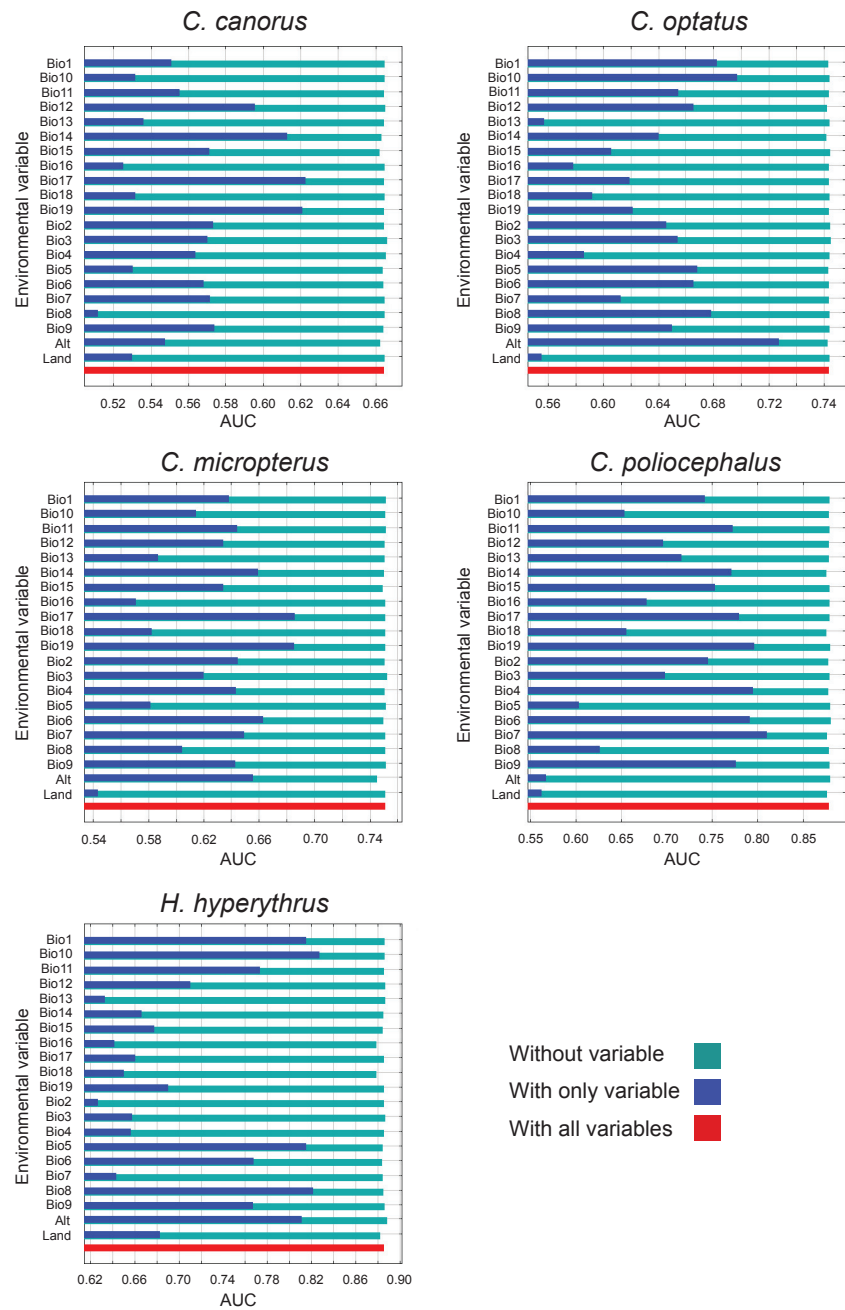 C. canorus
Environmental variable
Bio1
Bio10
Bio11
Bio12
Bio13
Bio14
Bio15
Bio16
Bio17
Bio18
Bio19
Bio2
Bio3
Bio4
Bio5
Bio6
Bio7
Bio8
Bio9
Alt
Land
0.52 0.54 0.56 0.58 0.60 0.62 0.64 0.66
AUC
C. optatus
Environmental variable
Bio1
Bio10
Bio11
Bio12
Bio13
Bio14
Bio15
Bio16
Bio17
Bio18
Bio19
Bio2
Bio3
Bio4
Bio5
Bio6
Bio7
Bio8
Bio9
Alt
Land
0.56 0.60 0.64 0.68 0.72 0.74
AUC
C. micropterus
Environmental variable
Bio1
Bio10
Bio11
Bio12
Bio13
Bio14
Bio15
Bio16
Bio17
Bio18
Bio19
Bio2
Bio3
Bio4
Bio5
Bio6
Bio7
Bio8
Bio9
Alt
Land
0.54 0.58 0.62 0.66 0.70 0.74
AUC
C. poliocephalus
Environmental variable
Bio1
Bio10
Bio11
Bio12
Bio13
Bio14
Bio15
Bio16
Bio17
Bio18
Bio19
Bio2
Bio3
Bio4
Bio5
Bio6
Bio7
Bio8
Bio9
Alt
Land
0.55 0.60 0.65 0.70 0.75 0.80 0.85
AUC
H. hyperythrus
Environmental variable
Bio1
Bio10
Bio11
Bio12
Bio13
Bio14
Bio15
Bio16
Bio17
Bio18
Bio19
Bio2
Bio3
Bio4
Bio5
Bio6
Bio7
Bio8
Bio9
Alt
Land
0.62 0.66 0.70 0.74 0.78 0.82 0.86 0.90
AUC
Without variable
With only variable
With all variables